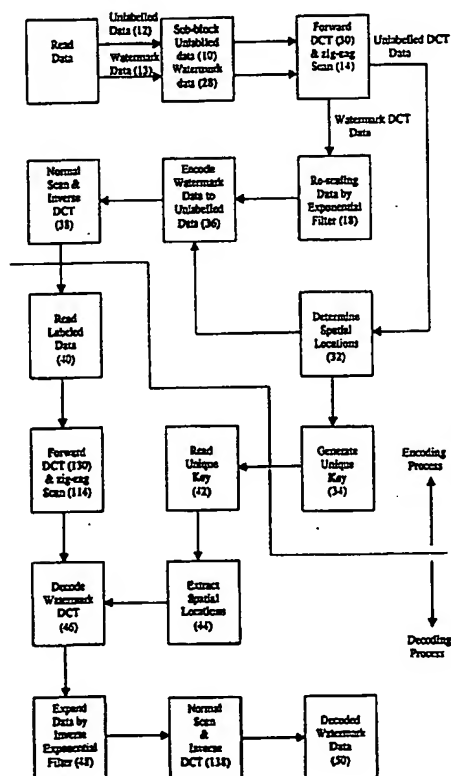 Read
Data
Unlabelled
Data (12)
Watermark
Data (13)
Sub-block
Unlablled
data (10)
Watermark
data (28)
Forward
DCT (30)
& zig-zag
Scan (14)
Unlabelled DCT
Data
Watermark DCT
Data
Normal
Scan &
Inverse
DCT
(38)
Encode
Watermark
Data to
Unlabelled
Data (36)
Re-scaling
Data by
Exponential
Filter (18)
Read
Labeled
Data
(40)
Determine
Spatial
Locations
(32)
Forward
DCT (130)
& zig-zag
Scan (114)
Read
Unique
Key
(42)
Generate
Unique
Key
(34)
Encoding
Process
Decode
Watermark
DCT
(46)
Extract
Spatial
Locations
(44)
Decoding
Process
Expand
Data by
Inverse
Exponential
Filter (48)
Normal
Scan
&
Inverse
DCT (138)
Decoded
Watermark
Data
(50)